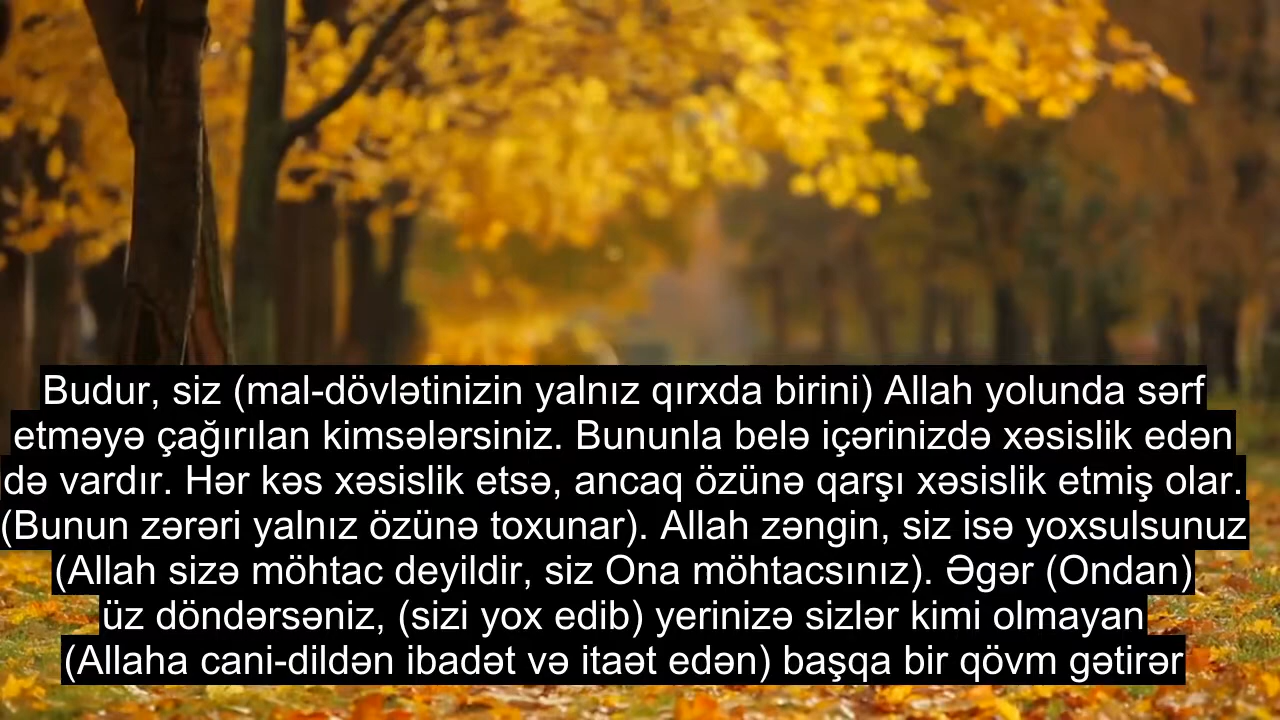 Budur, siz (mal-dövlətinizin yalnız qırxda birini) Allah yolunda sərf
etməyə çağırılan kimsələrsiniz. Bununla belə içərinizdə xəsislik edən
də vardır. Hər kəs xəsislik etsə, ancaq özünə qarşı xəsislik etmiş olar.
(Bunun zərəri yalnız özünə toxunar). Allah zəngin, siz isə yoxsulsunuz
(Allah sizə möhtac deyildir, siz Ona möhtacsınız). Əgər (Ondan)
üz döndərsəniz, (sizi yox edib) yerinizə sizlər kimi olmayan
(Allaha cani-dildən ibadət və itaət edən) başqa bir qövm gətirər